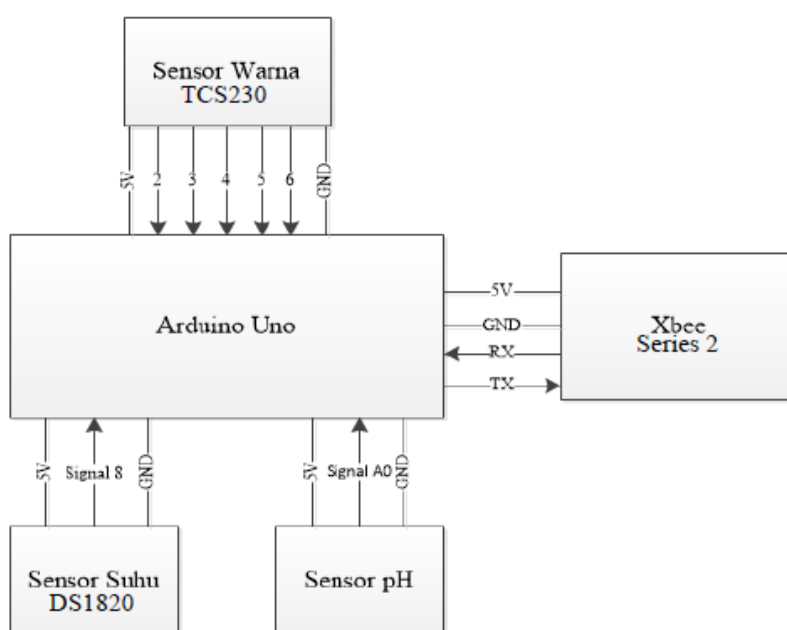 Sensor Warna
TCS230
5V
2
3
4
5
6
GND
Arduino Uno
5V
GND
RX
TX
Xbee
Series 2
5V
Signal 8
GND
5V
Signal A0
GND
Sensor Suhu
DS1820
Sensor pH